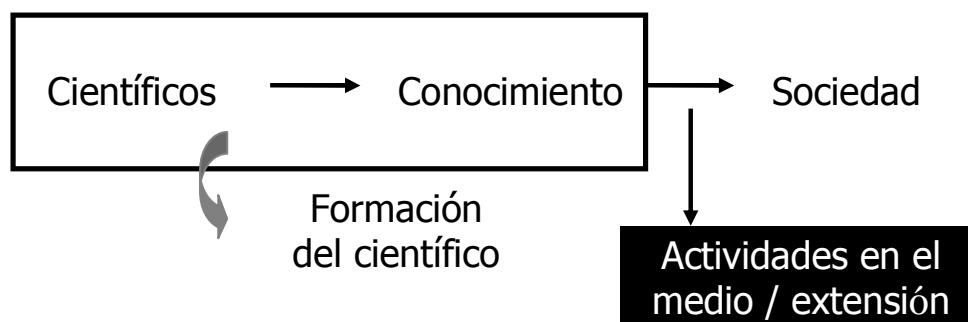 Científicos
Conocimiento
Sociedad
Formación
del científico
Actividades en el
medio / extensión